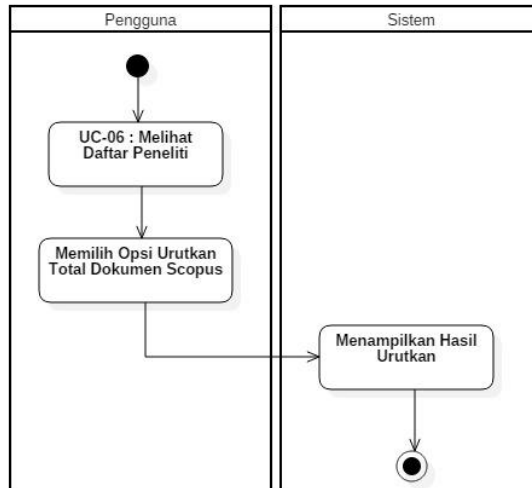 Pengguna
Sistem
UC-06 : Melihat
Daftar Peneliti
Memilih Opsi Urutkan
Total Dokumen Scopus
Menampilkan Hasil
Urutkan